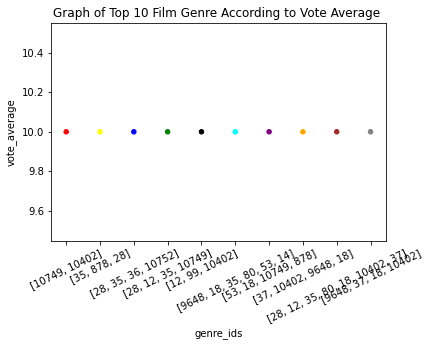 Graph of Top 10 Film Genre According to Vote Average
10.4
10.2
10.0
9.8
9.6
vote_average
[10749, 10402]
[35, 878, 28]
[28, 35, 36, 10752]
[28, 12, 35, 10749]
[12, 99, 10402]
[9648, 18, 35, 80, 53, 14]
[53, 18, 10749, 878]
[37, 10402, 9648, 18]
[28, 12, 35, 80, 18, 10402, 37]
[9648, 37, 18, 10402]
genre_ids